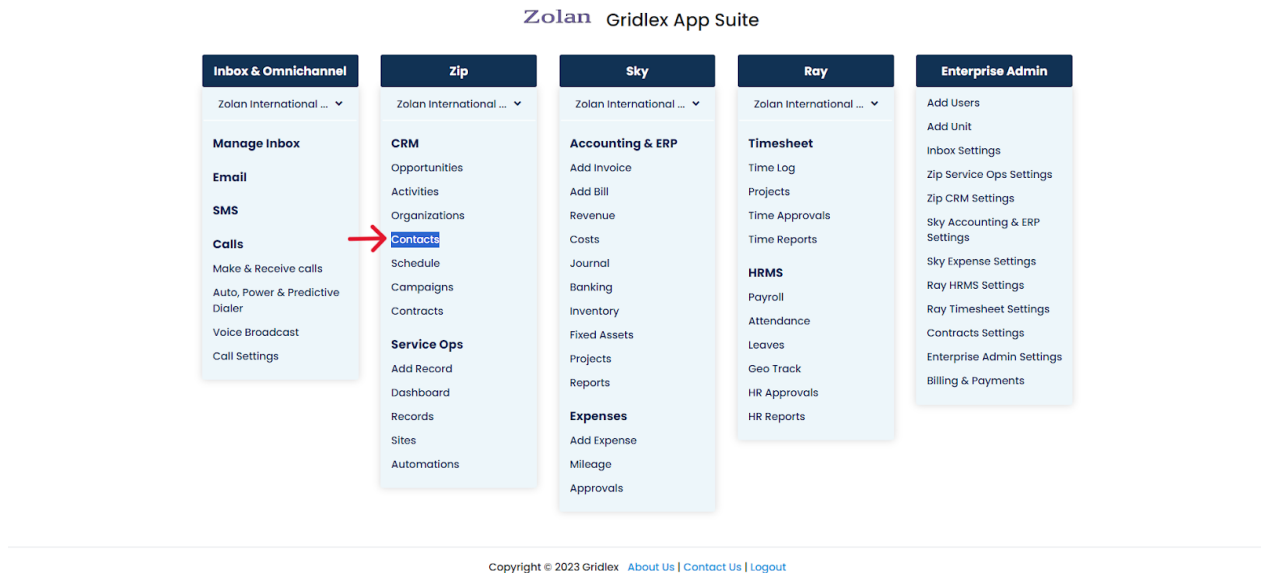 Zolan Gridlex App Suite
Inbox & Omnichannel
Zolan International ...
Manage Inbox
Email
SMS
Calls
Make & Receive calls
Auto, Power & Predictive
Dialer
Voice Broadcast
Call Settings
Zip
Zolan International ...
CRM
Opportunities
Activities
Organizations
Contacts
Schedule
Campaigns
Contracts
Service Ops
Add Record
Dashboard
Records
Sites
Automations
Sky
Zolan International ...
Accounting & ERP
Add Invoice
Add Bill
Revenue
Costs
Journal
Banking
Inventory
Fixed Assets
Projects
Reports
Expenses
Add Expense
Mileage
Approvals
Ray
Zolan International ...
Timesheet
Time Log
Projects
Time Approvals
Time Reports
HRMS
Payroll
Attendance
Leaves
Geo Track
HR Approvals
HR Reports
Enterprise Admin
Add Users
Add Unit
Inbox Settings
Zip Service Ops Settings
Zip CRM Settings
Sky Accounting & ERP
Settings
Sky Expense Settings
Ray HRMS Settings
Ray Timesheet Settings
Contracts Settings
Enterprise Admin Settings
Billing & Payments
Copyright © 2023 Gridlex About Us | Contact Us | Logout